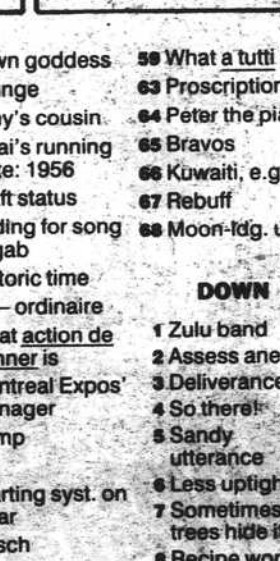 wn goddess
nge
y's cousin
ai's running
te: 1956
ft status
ding for song
gab
toric time
— ordinaire
at action de
nner is
ntreal Expos'
nager
mp
rting syst. on
ar
sch
59 What a tutti
63 Proscription
64 Peter the pia
65 Bravos
66 Kuwaiti, e.g
67 Rebuff
68 Moon-ldg. u
DOWN
1 Zulu band
2 Assess ane
3 Deliverance
4 So there!
5 Sandy
utterance
6 Less uptigh
7 Sometimes
trees hide i
8 Recipe wor